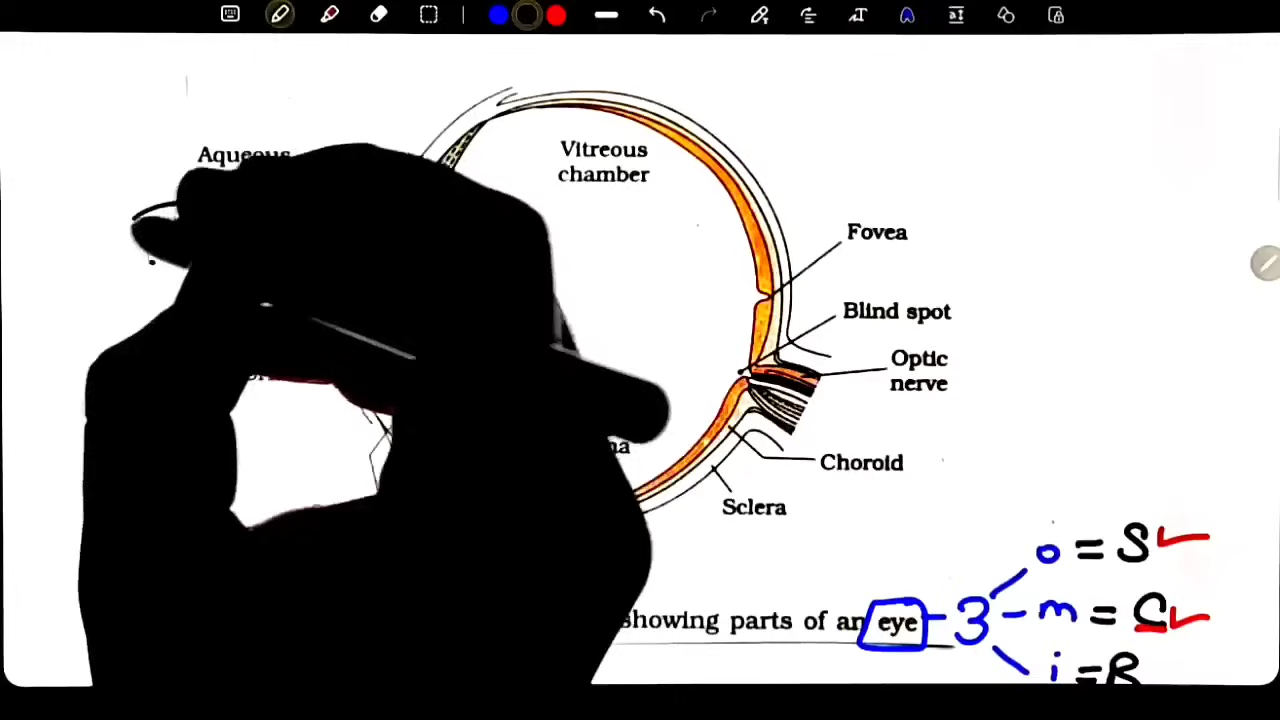 Aqueous
Vitreous
chamber
Fovea
Blind spot
Optic
nerve
Choroid
Sclera
showing parts of an eye - 3
o = S ✓
m = C ✓
i = R